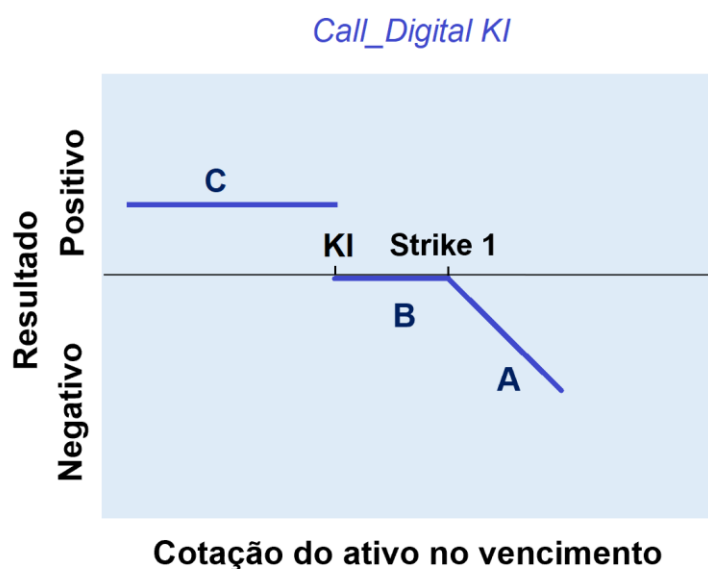 Call_Digital KI
Resultado
Positivo
Negativo
C
KI
Strike 1
B
A
Cotação do ativo no vencimento